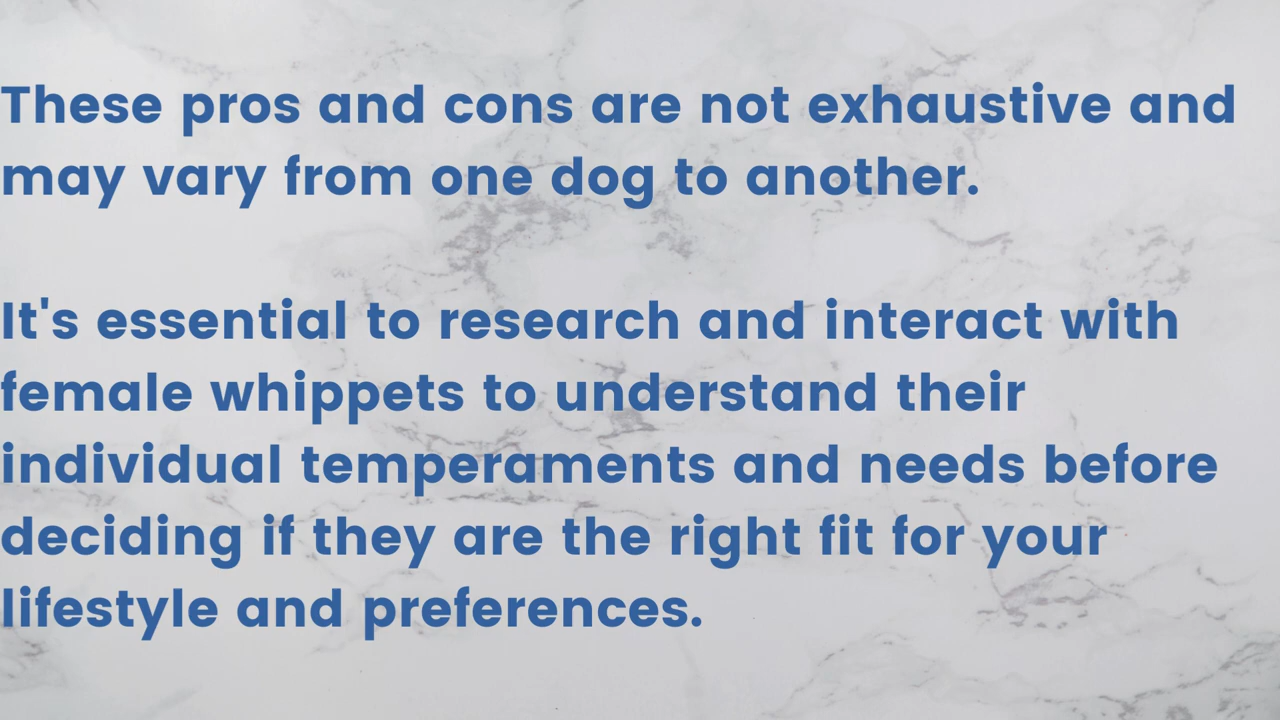 These pros and cons are not exhaustive and
may vary from one dog to another.
It's essential to research and interact with
female whippets to understand their
individual temperaments and needs before
deciding if they are the right fit for your
lifestyle and preferences.